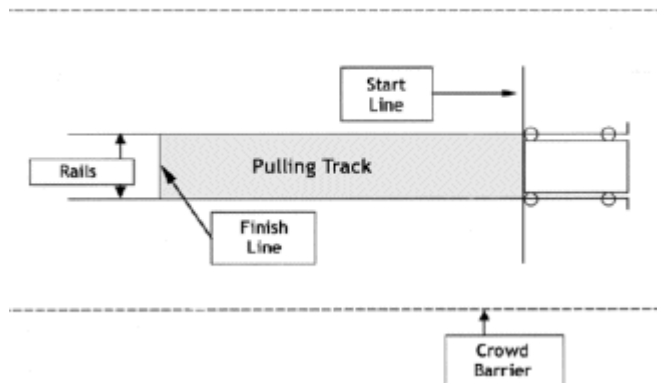 Start
Line
Rails
Pulling Track
Finish
Line
Crowd
Barrier